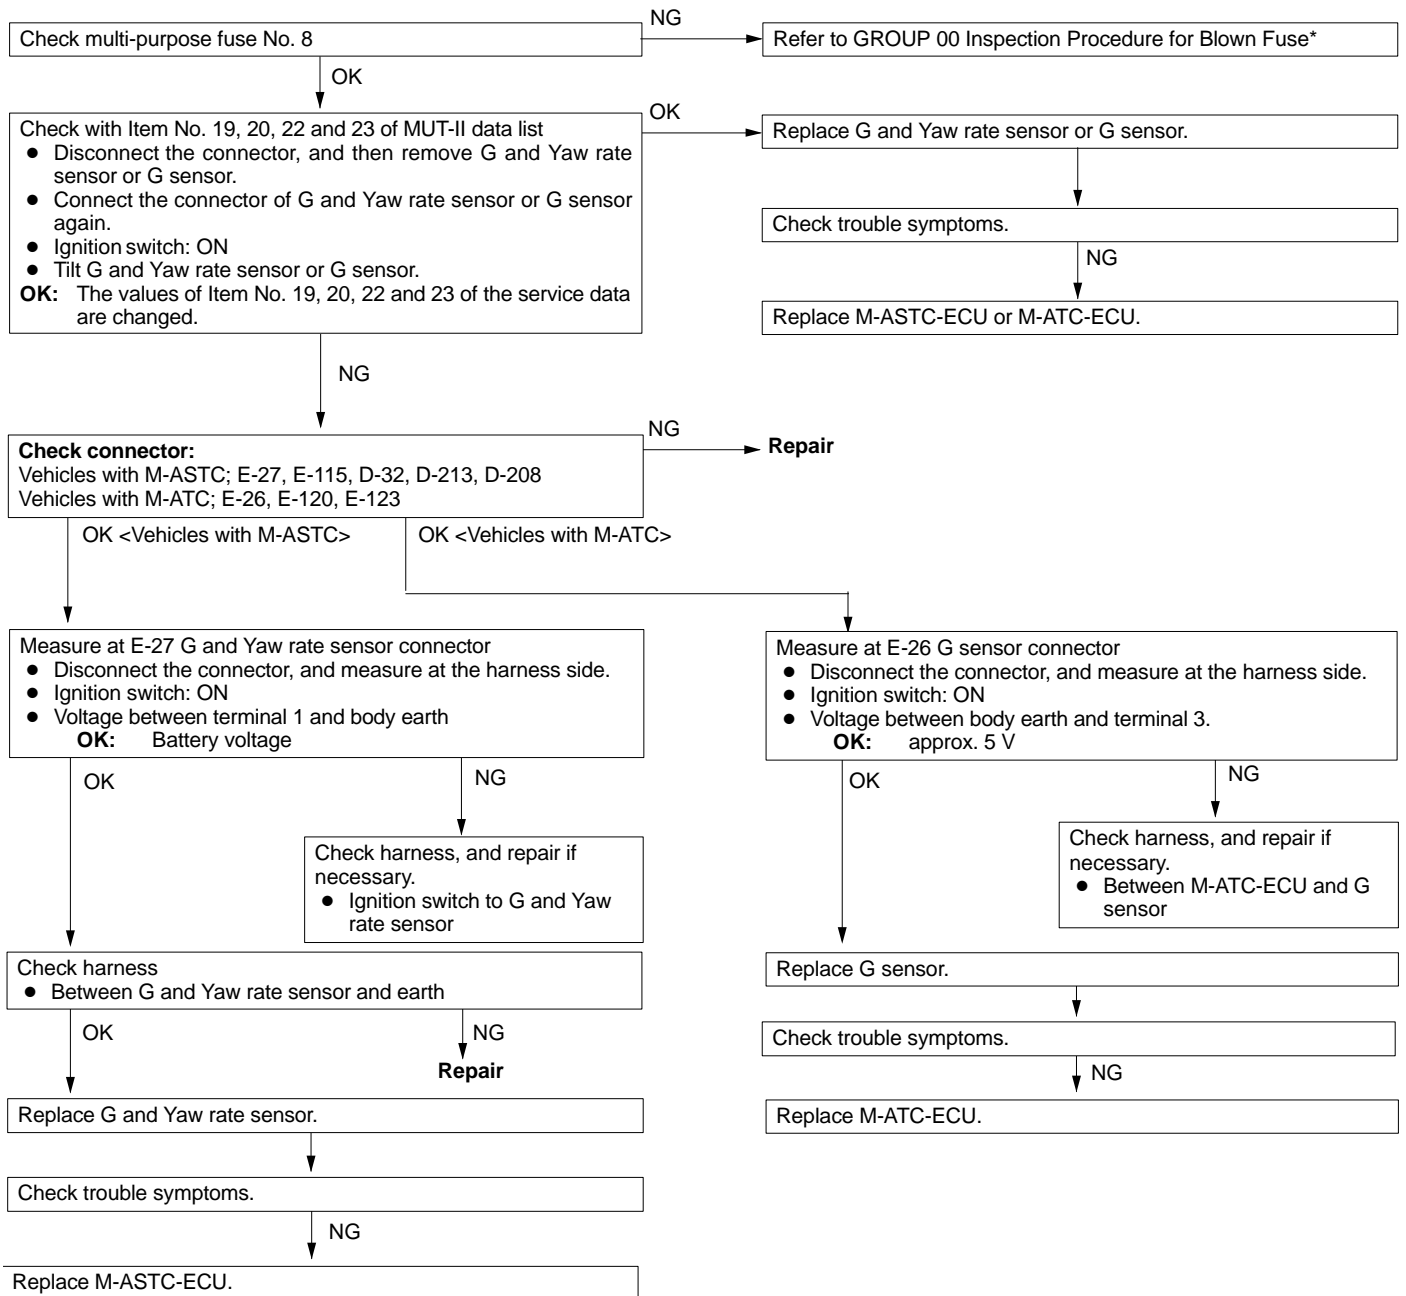 Check multi-purpose fuse No. 8
NG
Refer to GROUP 00 Inspection Procedure for Blown Fuse*
OK
Check with Item No. 19, 20, 22 and 23 of MUT-II data list
● Disconnect the connector, and then remove G and Yaw rate
sensor or G sensor.
● Connect the connector of G and Yaw rate sensor or G sensor
again.
● Ignition switch: ON
● Tilt G and Yaw rate sensor or G sensor.
OK: The values of Item No. 19, 20, 22 and 23 of the service data
are changed.
OK
Replace G and Yaw rate sensor or G sensor.
Check trouble symptoms.
NG
Replace M-ASTC-ECU or M-ATC-ECU.
NG
Check connector:
Vehicles with M-ASTC; E-27, E-115, D-32, D-213, D-208
Vehicles with M-ATC; E-26, E-120, E-123
NG
Repair
OK <Vehicles with M-ASTC>
OK <Vehicles with M-ATC>
Measure at E-27 G and Yaw rate sensor connector
● Disconnect the connector, and measure at the harness side.
● Ignition switch: ON
● Voltage between terminal 1 and body earth
OK: Battery voltage
OK
NG
Check harness, and repair if
necessary.
● Ignition switch to G and Yaw
rate sensor
Check harness
● Between G and Yaw rate sensor and earth
OK
NG
Repair
Replace G and Yaw rate sensor.
Check trouble symptoms.
NG
Replace M-ASTC-ECU.
Measure at E-26 G sensor connector
● Disconnect the connector, and measure at the harness side.
● Ignition switch: ON
● Voltage between body earth and terminal 3.
OK: approx. 5 V
OK
NG
Check harness, and repair if
necessary.
● Between M-ATC-ECU and G
sensor
Replace G sensor.
Check trouble symptoms.
NG
Replace M-ATC-ECU.